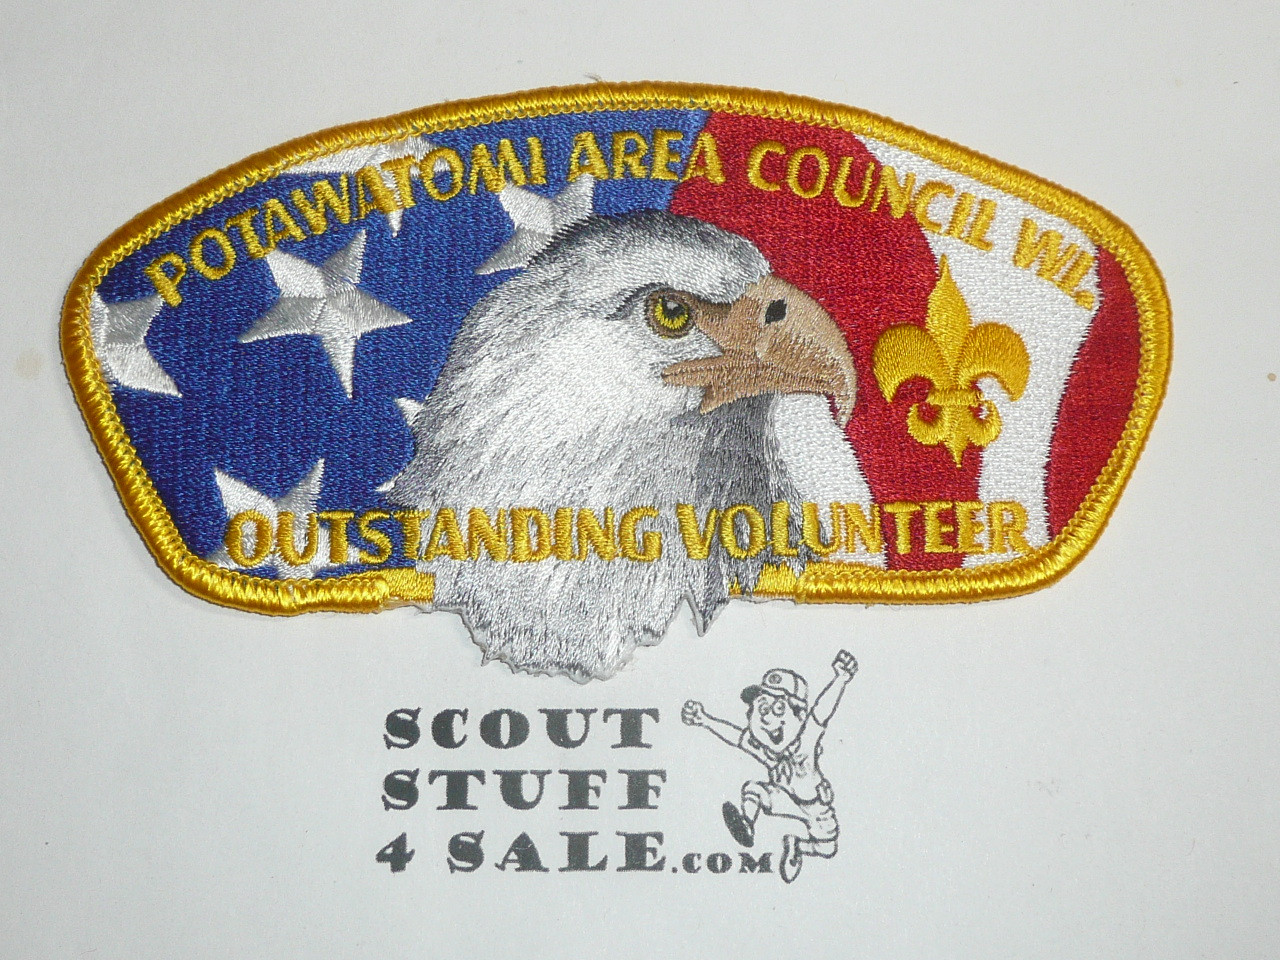 POTAWATOMI AREA COUNCIL WI.
OUTSTANDING VOLUNTEER
SCOUT
STUFF
4 SALE.COM